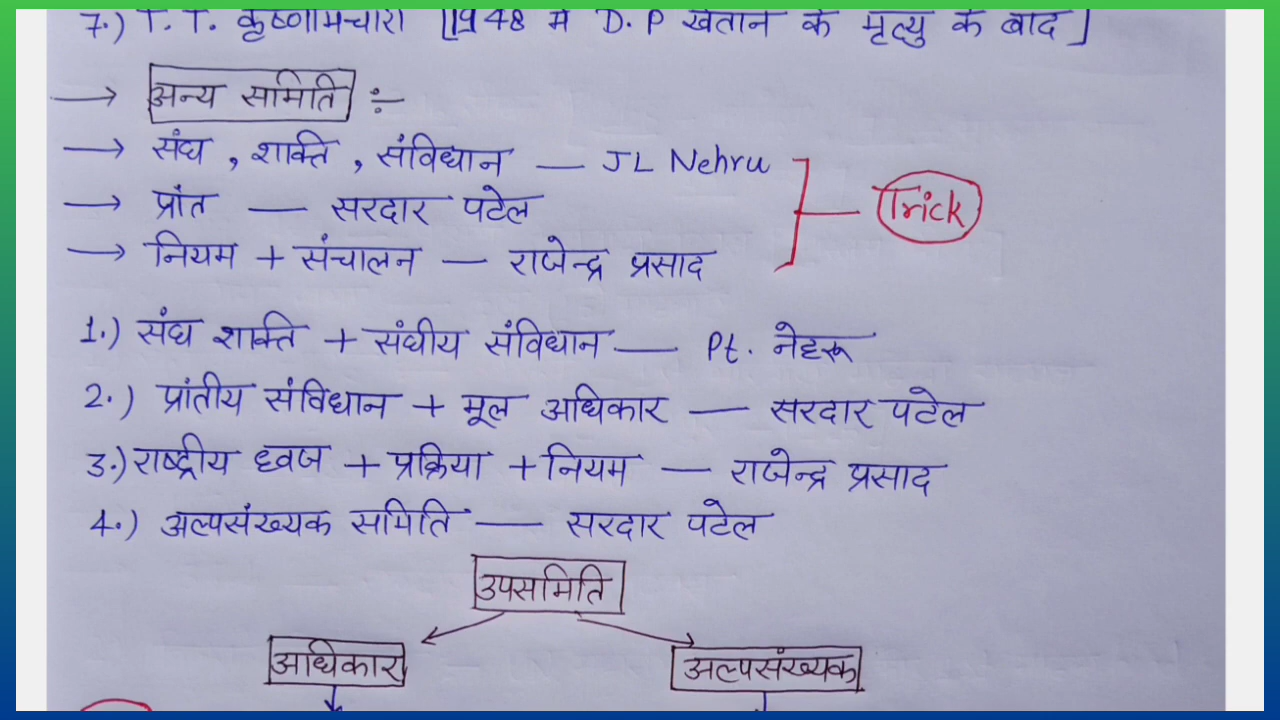 7.) T. T. कृष्णामचारी [1948 में D.P खेतान के मृत्यु के बाद]
→ अन्य समिति ÷
→ संघ , शक्ति , संविधान — JL Nehru
→ प्रांत — सरदार पटेल
Trick
→ नियम + संचालन — राजेन्द्र प्रसाद
1.) संघ शक्ति + संघीय संविधान — Pt. नेहरू
2.) प्रांतीय संविधान + मूल अधिकार — सरदार पटेल
3.) राष्ट्रीय ध्वज + प्रक्रिया + नियम — राजेन्द्र प्रसाद
4.) अल्पसंख्यक समिति — सरदार पटेल
उपसमिति
अधिकार अल्पसंख्यक